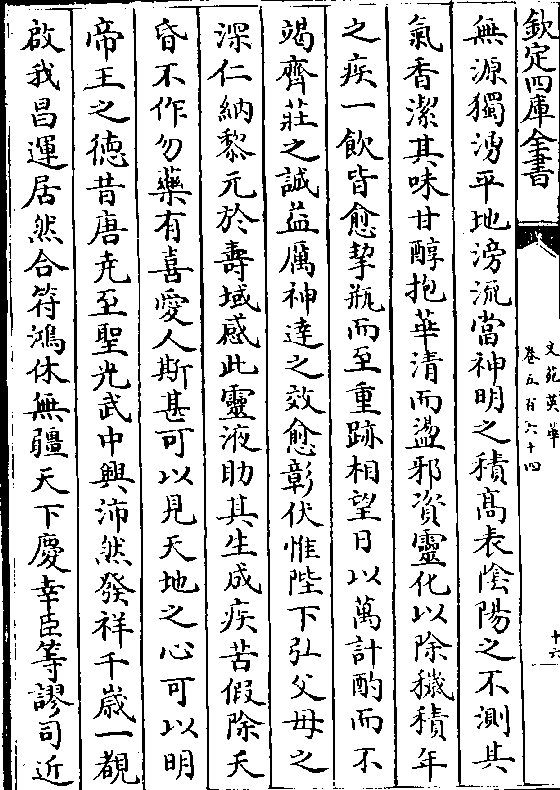 欽定四庫全書
文苑英華
卷五百六十四
十六
無源獨湧平地滂流當神明之積髙表隂陽之不測其
氣香潔其味甘醇抱華清而盪邪資靈化以除穢積年
之疾一飲皆愈挈瓶而至重跡相望日以萬計酌而不
竭齊莊之誠益厲神達之效愈彰伏惟陛下弘父母之
深仁納黎元於壽域感此靈液助其生成疾苦假除夭
昏不作勿藥有喜愛人斯甚可以見天地之心可以明
帝王之徳昔唐尭至聖光武中興沛然發祥千歳一覩
啟我昌運居然合符鴻休無疆天下慶幸臣等謬司近